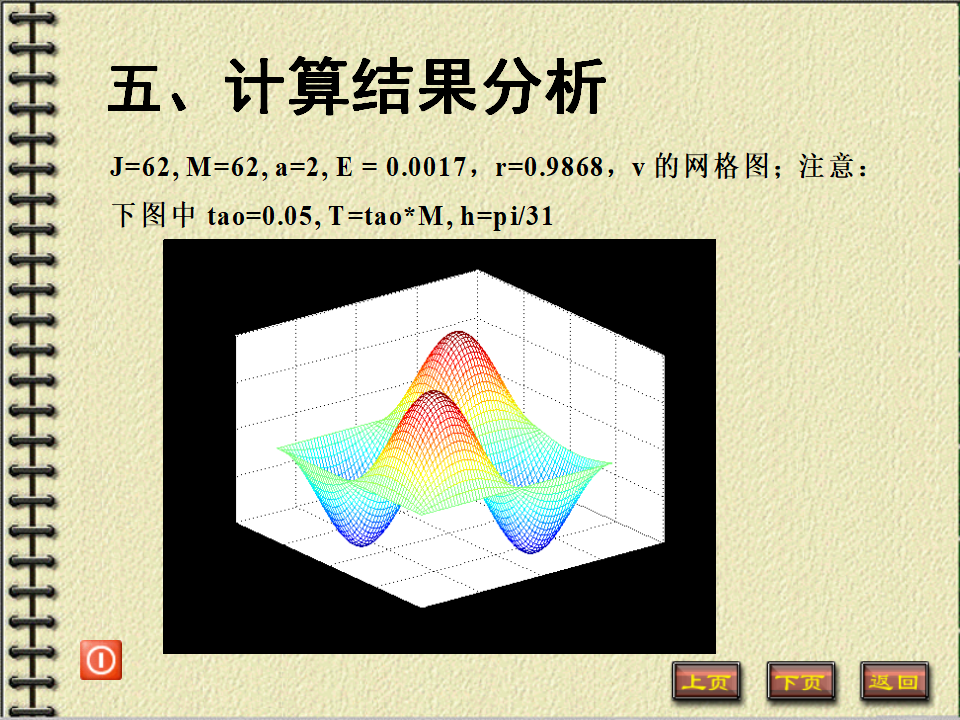 五、计算结果分析
J=62, M=62, a=2, E = 0.0017，r=0.9868，v 的网格图；注意：
下图中 tao=0.05, T=tao*M, h=pi/31
上页
下页
返回